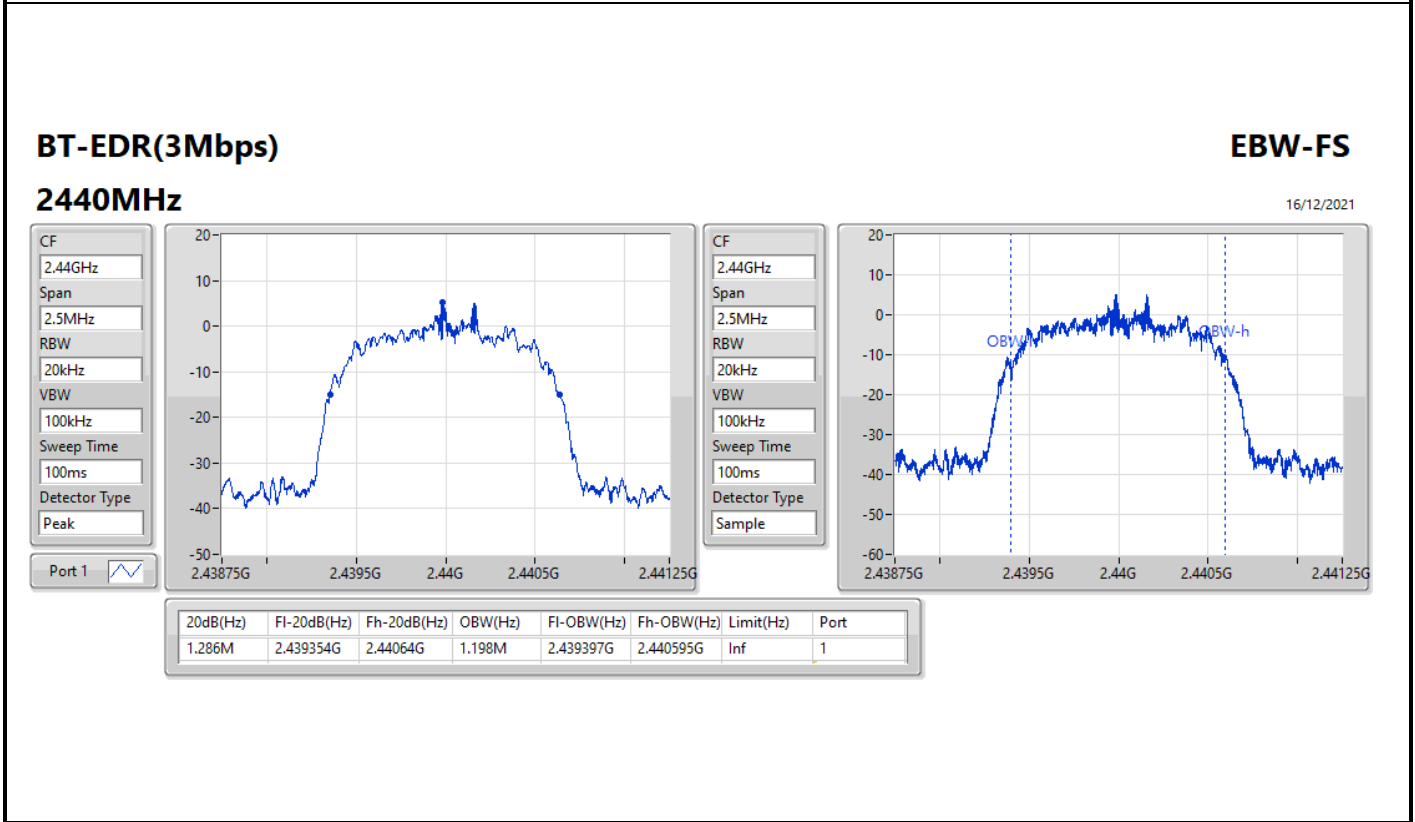 BT-EDR(3Mbps)
EBW-FS
2440MHz
16/12/2021
CF
2.44GHz
Span
2.5MHz
RBW
20kHz
VBW
100kHz
Sweep Time
100ms
Detector Type
Peak
Port 1
20
10
0
-10
-20
-30
-40
-50
2.43875G 2.4395G 2.44G 2.4405G 2.44125G
CF
2.44GHz
Span
2.5MHz
RBW
20kHz
VBW
100kHz
Sweep Time
100ms
Detector Type
Sample
20
10
0
-10
-20
-30
-40
-50
-60
OBW-h
2.43875G 2.4395G 2.44G 2.4405G 2.44125G
20dB(Hz) Fl-20dB(Hz) Fh-20dB(Hz) OBW(Hz) Fl-OBW(Hz) Fh-OBW(Hz) Limit(Hz) Port
1.286M 2.439354G 2.44064G 1.198M 2.439397G 2.440595G Inf 1